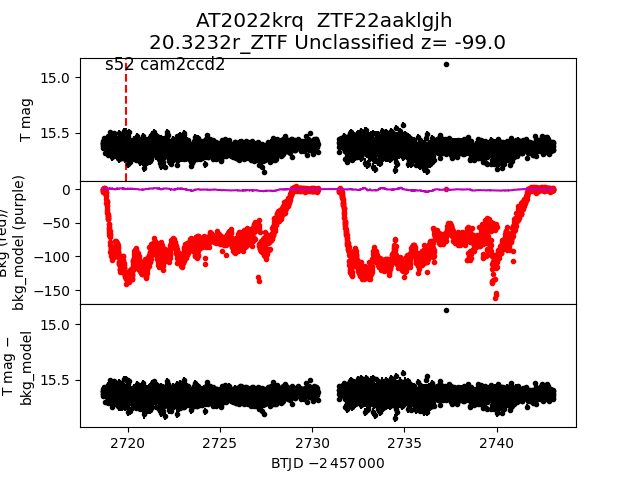 AT2022krq ZTF22aaklgjh
20.3232r_ZTF Unclassified z= -99.0
s52 cam2ccd2
15.0
15.5
T mag
0
−50
−100
−150
Bkg (red)/
bkg_model (purple)
15.0
15.5
T mag −
bkg_model
2720
2725
2730
2735
2740
BTJD −2 457 000